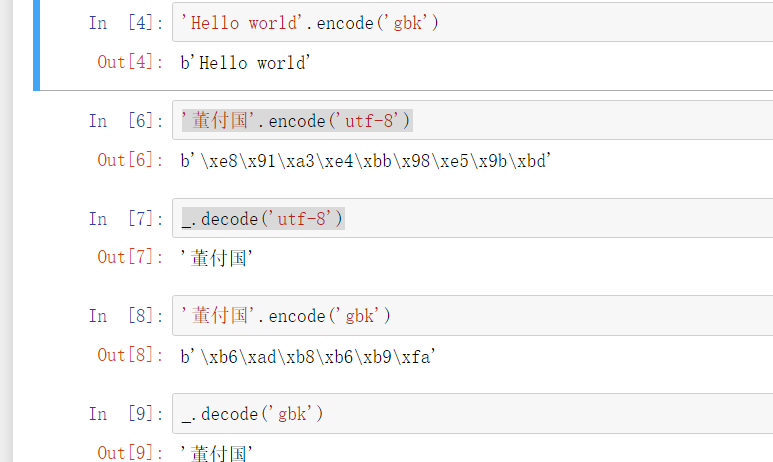 In [4]: 'Hello world'.encode('gbk')
Out[4]: b'Hello world'
In [6]: '董付国'.encode('utf-8')
Out[6]: b'\xe8\x91\xa3\xe4\xbb\x98\xe5\x9b\xbd'
In [7]: _.decode('utf-8')
Out[7]: '董付国'
In [8]: '董付国'.encode('gbk')
Out[8]: b'\xb6\xad\xb8\xb6\xb9\xfa'
In [9]: _.decode('gbk')
Out[9]: '董付国'